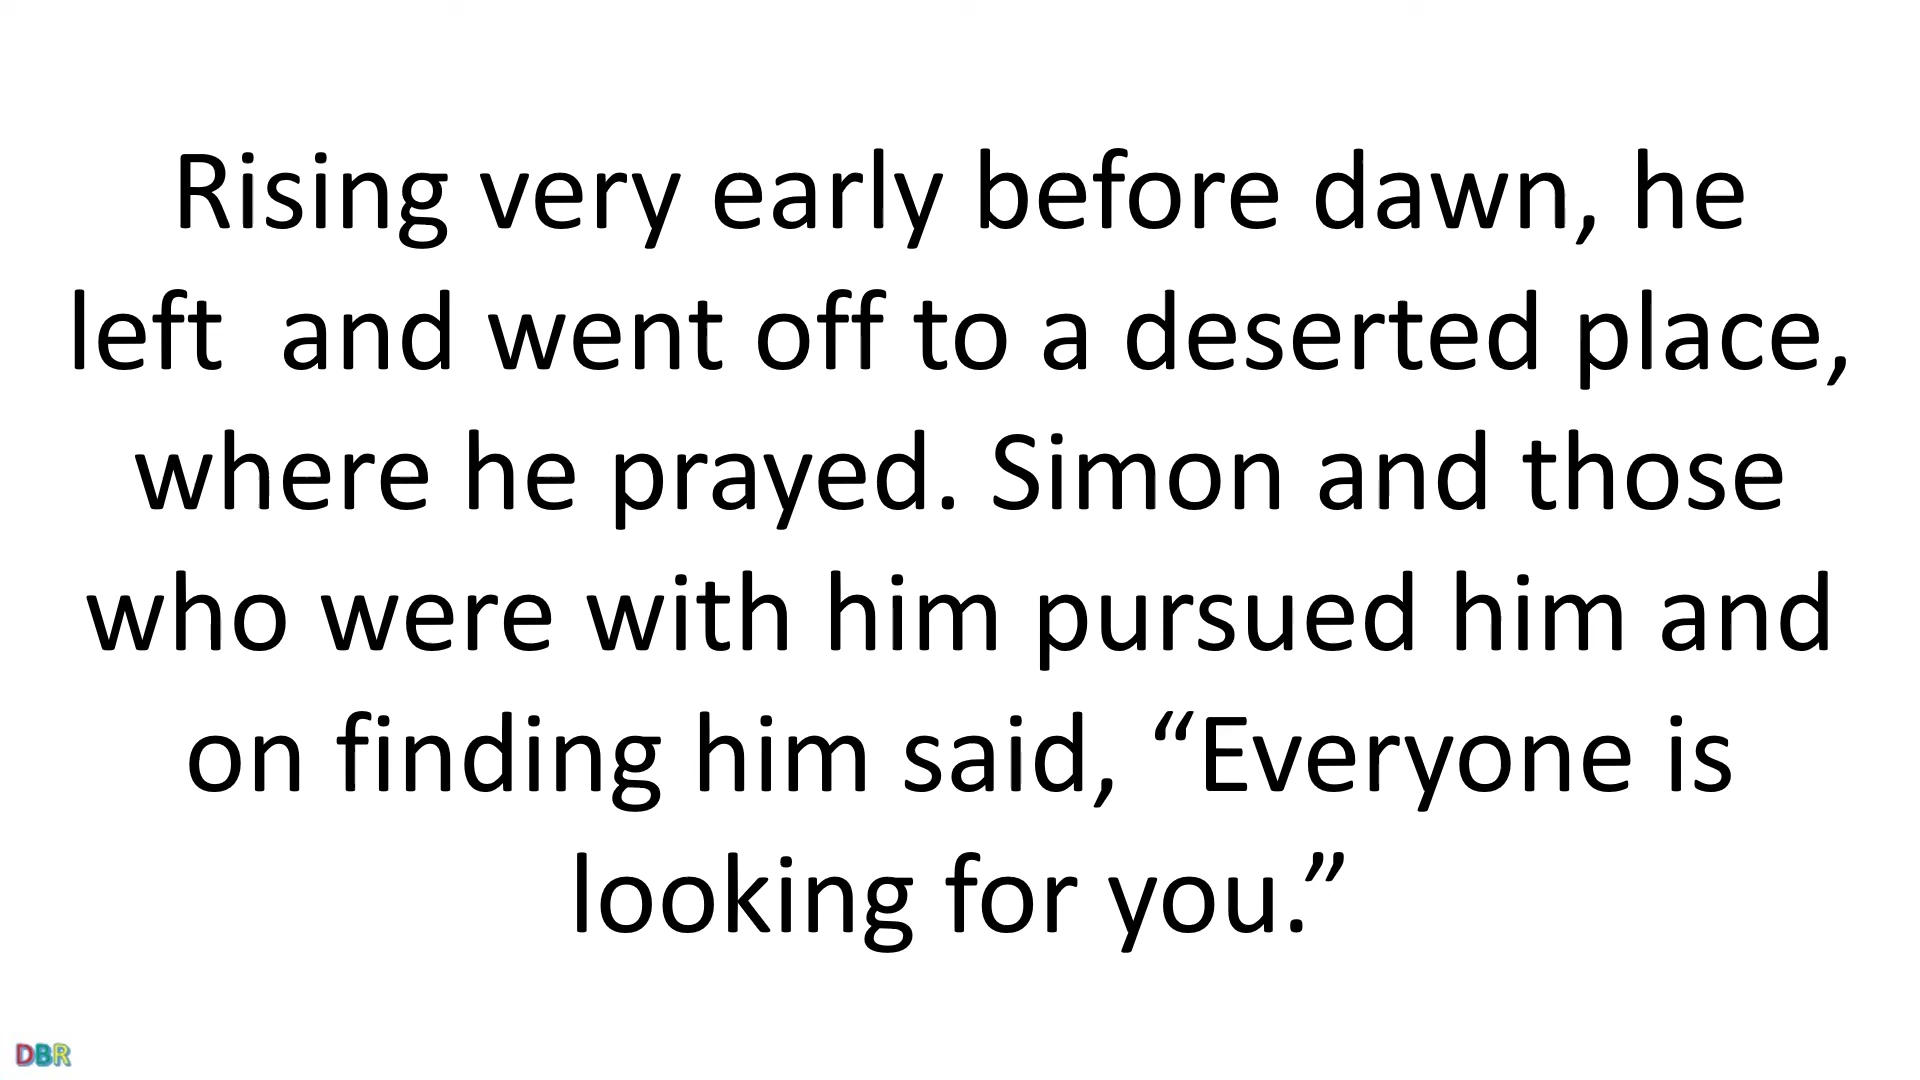 Rising very early before dawn, he
left  and went off to a deserted place,
where he prayed. Simon and those
who were with him pursued him and
on finding him said, “Everyone is
looking for you.”
DBR